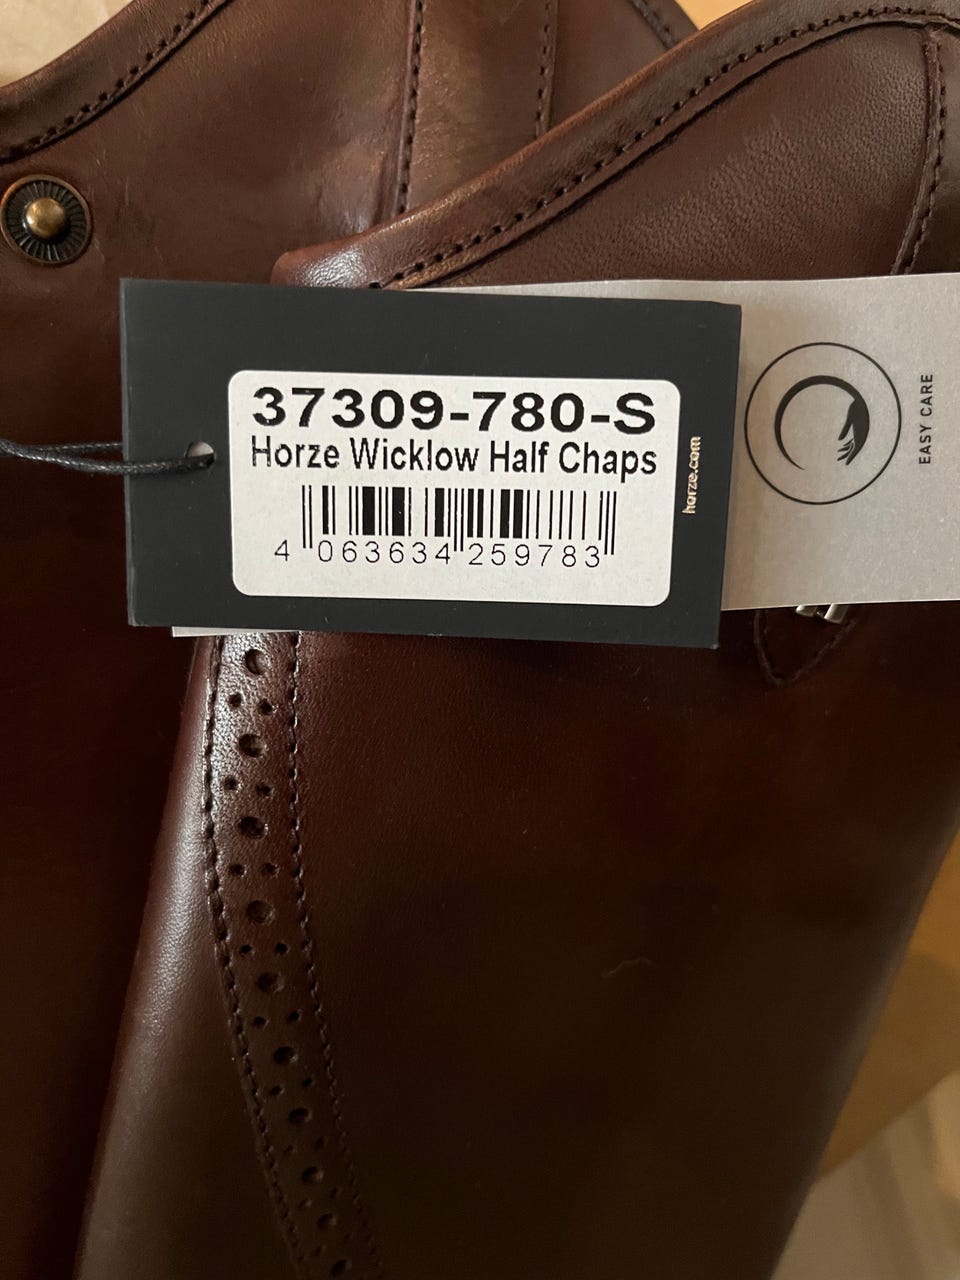 37309-780-S
Horze Wicklow Half Chaps
4 063634 259783
horze.com
EASY CARE